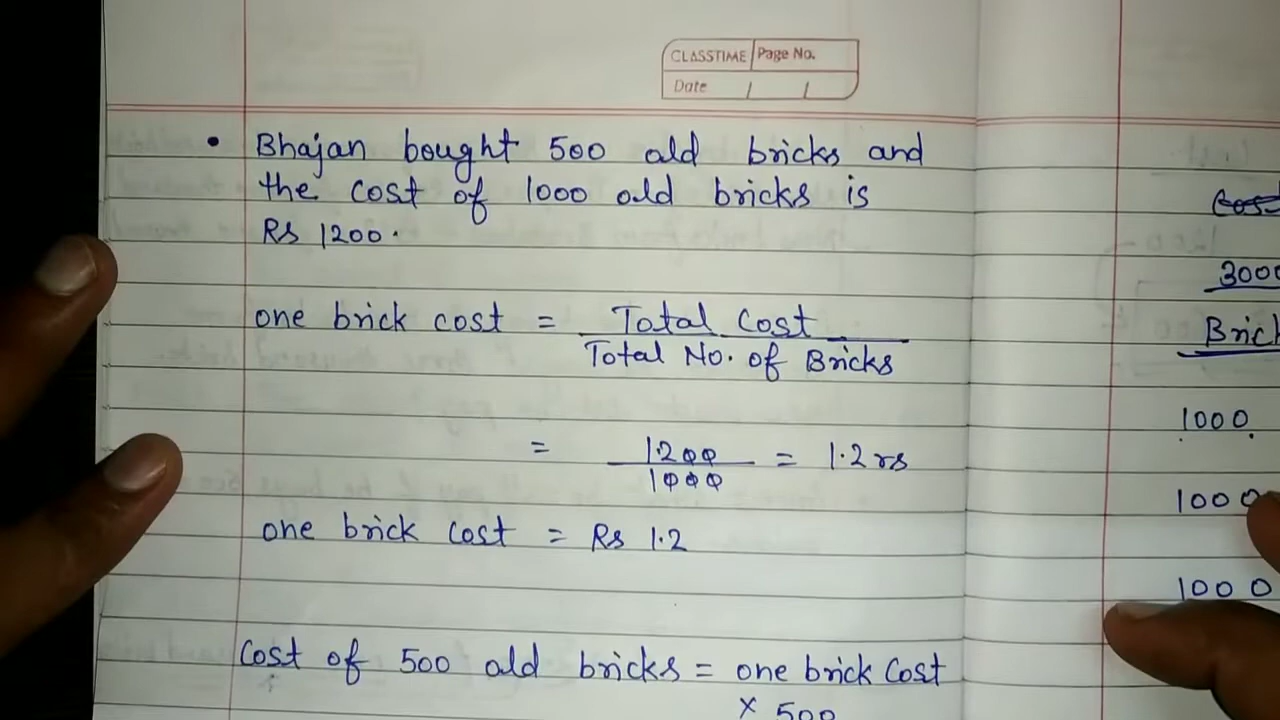 CLASSTIME Page No.
Date / /
• Bhajan bought 500 old bricks and
the cost of 1000 old bricks is
Rs 1200.
one brick cost = Total Cost
Total No. of Bricks
= 1200 = 1.2 rs
1000
one brick cost = Rs 1.2
Cost of 500 old bricks = one brick Cost
× 500
3000
Brick
1000
1000
1000